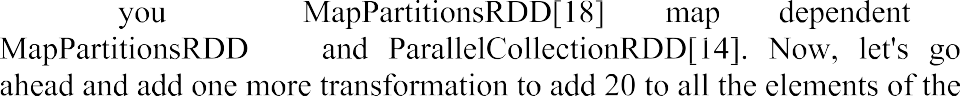 you MapPartitionsRDD[18] map dependent
MapPartitionsRDD and ParallelCollectionRDD[14]. Now, let's go
ahead and add one more transformation to add 20 to all the elements of the